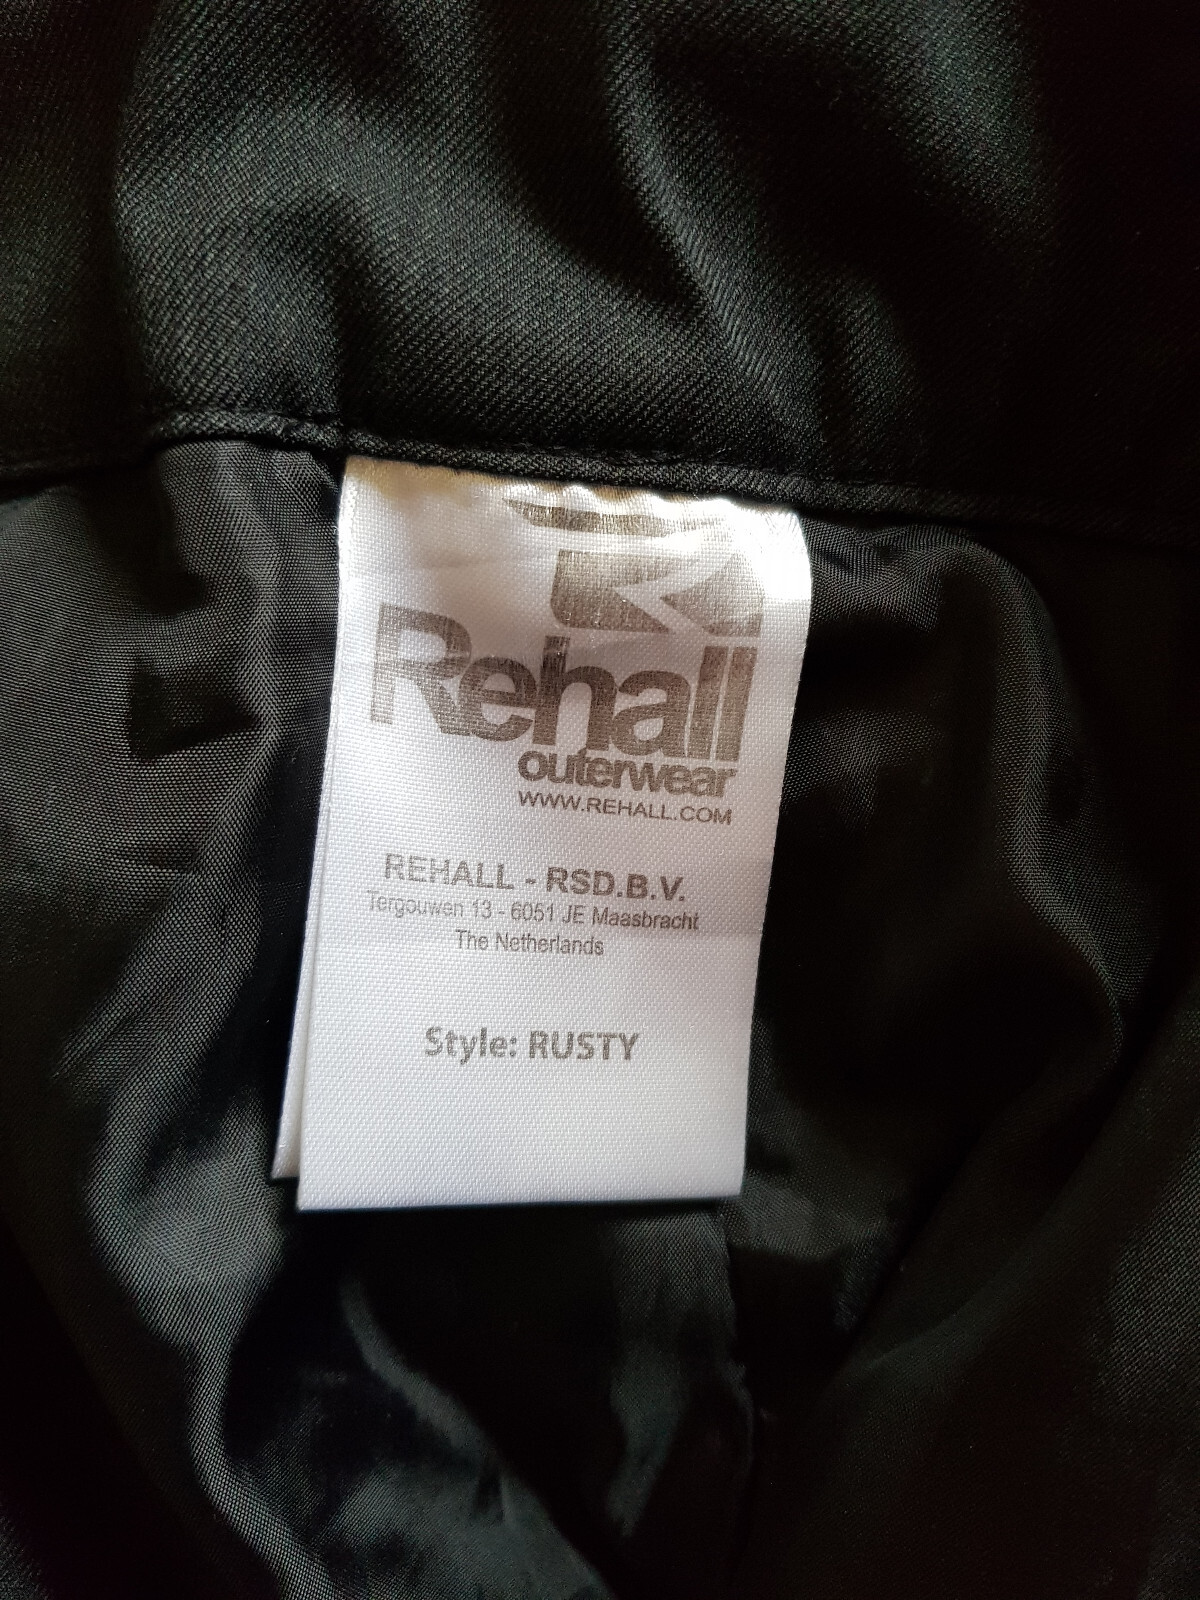 Rehall
outerwear
WWW.REHALL.COM
REHALL - RSD.B.V.
Tergouwen 13 - 6051 JE Maasbracht
The Netherlands
Style: RUSTY